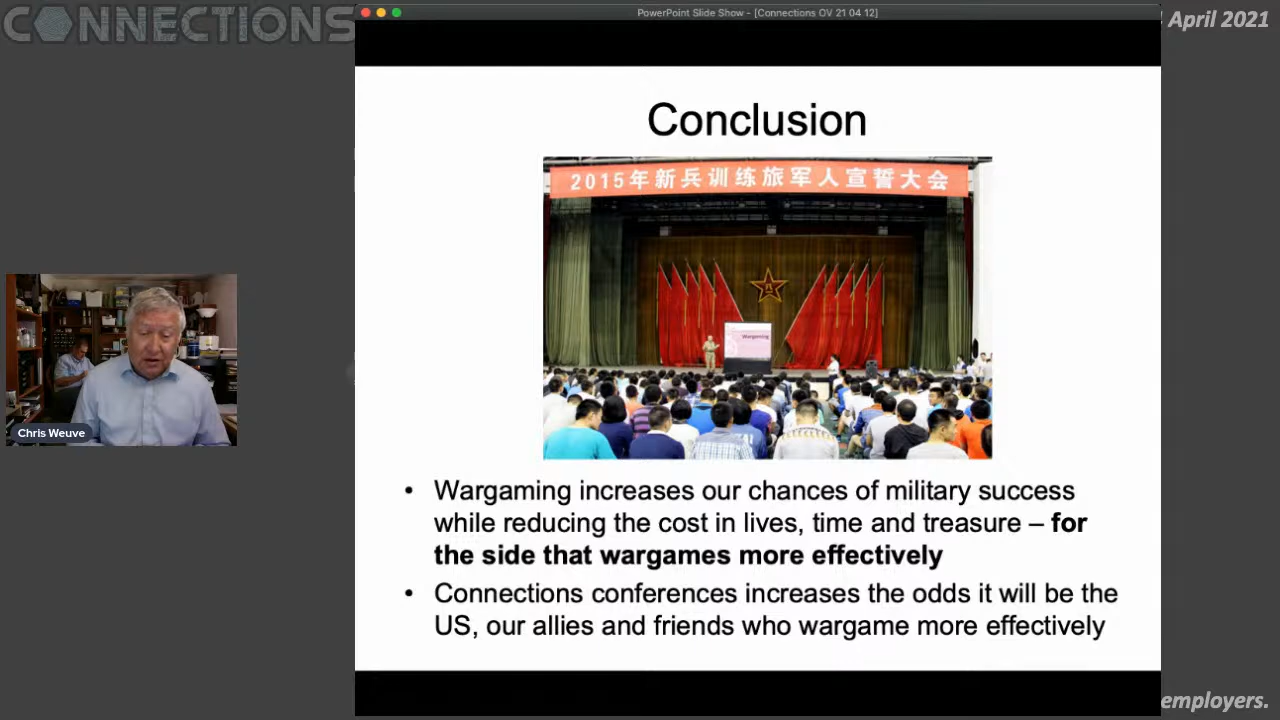 CONNECTIONS
PowerPoint Slide Show - [Connections OV 21 04 12]
April 2021
Conclusion
2015年新兵训练旅军人宣誓大会
八一
Wargaming
Chris Weuve
• Wargaming increases our chances of military success
while reducing the cost in lives, time and treasure – for
the side that wargames more effectively
• Connections conferences increases the odds it will be the
US, our allies and friends who wargame more effectively
employers.